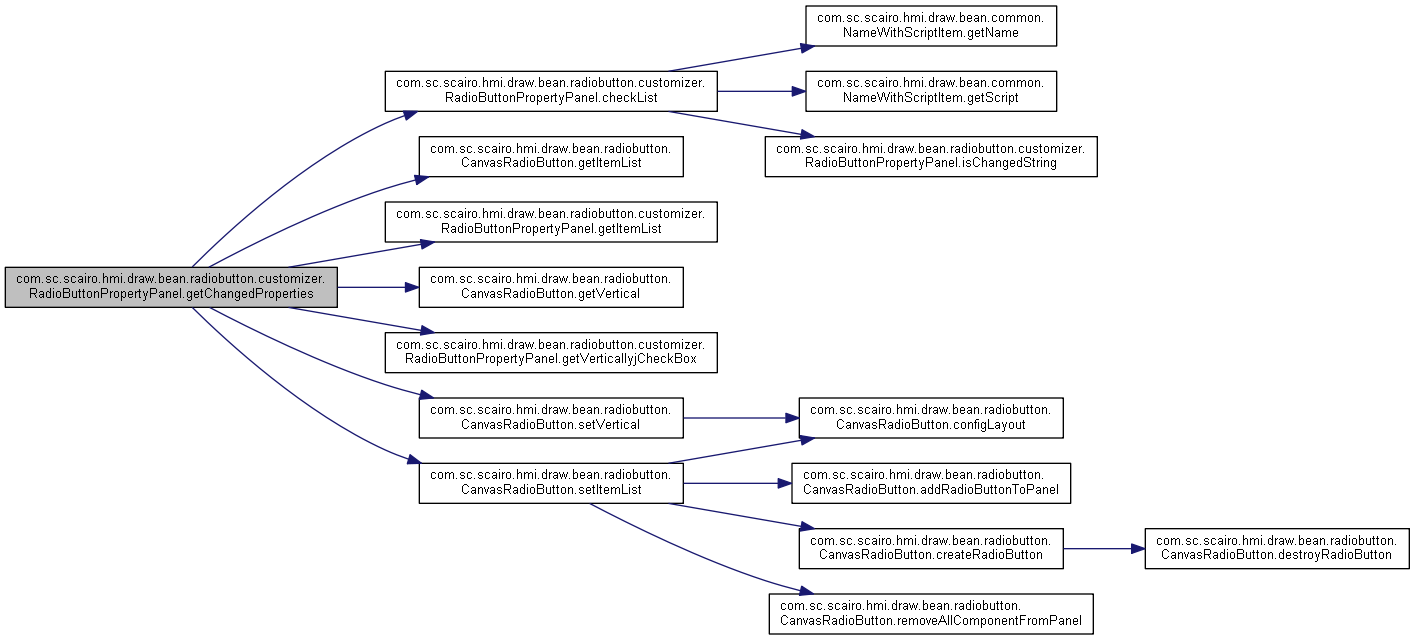 com.sc.scairo.hmi.draw.bean.common.
NameWithScriptItem.getName
com.sc.scairo.hmi.draw.bean.radiobutton.customizer.
RadioButtonPropertyPanel.checkList
com.sc.scairo.hmi.draw.bean.common.
NameWithScriptItem.getScript
com.sc.scairo.hmi.draw.bean.radiobutton.
CanvasRadioButton.getItemList
com.sc.scairo.hmi.draw.bean.radiobutton.customizer.
RadioButtonPropertyPanel.isChangedString
com.sc.scairo.hmi.draw.bean.radiobutton.customizer.
RadioButtonPropertyPanel.getItemList
com.sc.scairo.hmi.draw.bean.radiobutton.customizer.
RadioButtonPropertyPanel.getChangedProperties
com.sc.scairo.hmi.draw.bean.radiobutton.
CanvasRadioButton.getVertical
com.sc.scairo.hmi.draw.bean.radiobutton.customizer.
RadioButtonPropertyPanel.getVerticallyjCheckBox
com.sc.scairo.hmi.draw.bean.radiobutton.
CanvasRadioButton.setVertical
com.sc.scairo.hmi.draw.bean.radiobutton.
CanvasRadioButton.configLayout
com.sc.scairo.hmi.draw.bean.radiobutton.
CanvasRadioButton.setItemList
com.sc.scairo.hmi.draw.bean.radiobutton.
CanvasRadioButton.addRadioButtonToPanel
com.sc.scairo.hmi.draw.bean.radiobutton.
CanvasRadioButton.createRadioButton
com.sc.scairo.hmi.draw.bean.radiobutton.
CanvasRadioButton.destroyRadioButton
com.sc.scairo.hmi.draw.bean.radiobutton.
CanvasRadioButton.removeAllComponentFromPanel